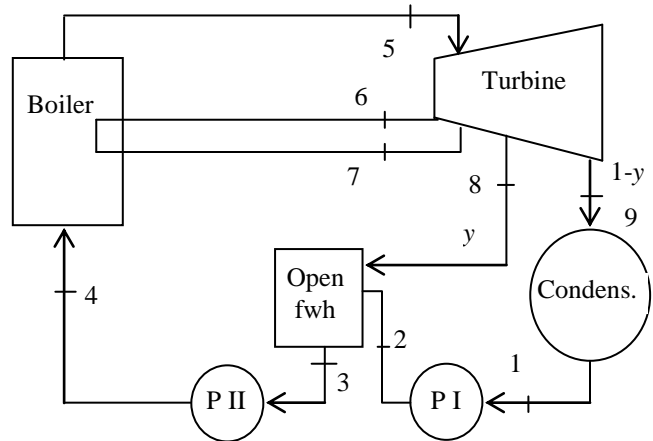 5
Turbine
Boiler
6
7
8
1-y
9
y
Open
fwh
Condens.
4
2
3
1
P II
P I